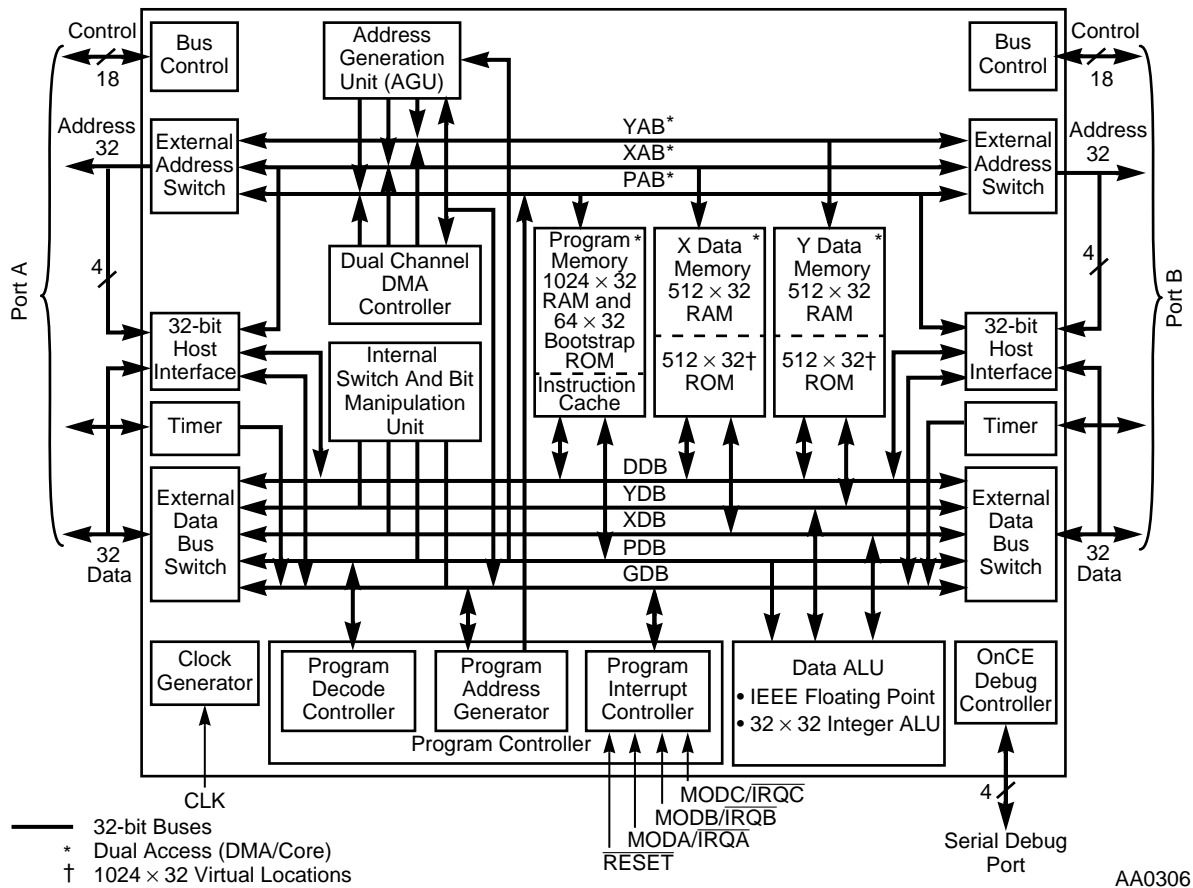 Control
18
Bus
Control
Address
Generation
Unit (AGU)
Bus
Control
Control
18
Address
32
External
Address
Switch
YAB*
XAB*
PAB*
External
Address
Switch
Address
32
4
Port A
Dual Channel
DMA
Controller
Program *
Memory
1024 × 32
RAM and
64 × 32
Bootstrap
ROM
Instruction
Cache
X Data *
Memory
512 × 32
RAM
512 × 32†
ROM
Y Data *
Memory
512 × 32
RAM
512 × 32†
ROM
4
Port B
32-bit
Host
Interface
Internal
Switch And Bit
Manipulation
Unit
32-bit
Host
Interface
Timer
Timer
External
Data
Bus
Switch
DDB
YDB
XDB
PDB
GDB
External
Data
Bus
Switch
32
Data
32
Data
Clock
Generator
Program
Decode
Controller
Program
Address
Generator
Program
Interrupt
Controller
Program Controller
Data ALU
• IEEE Floating Point
• 32 × 32 Integer ALU
OnCE
Debug
Controller
CLK
MODC/IRQC
MODB/IRQB
MODA/IRQA
RESET
4
Serial Debug
Port
32-bit Buses
* Dual Access (DMA/Core)
† 1024 × 32 Virtual Locations
AA0306